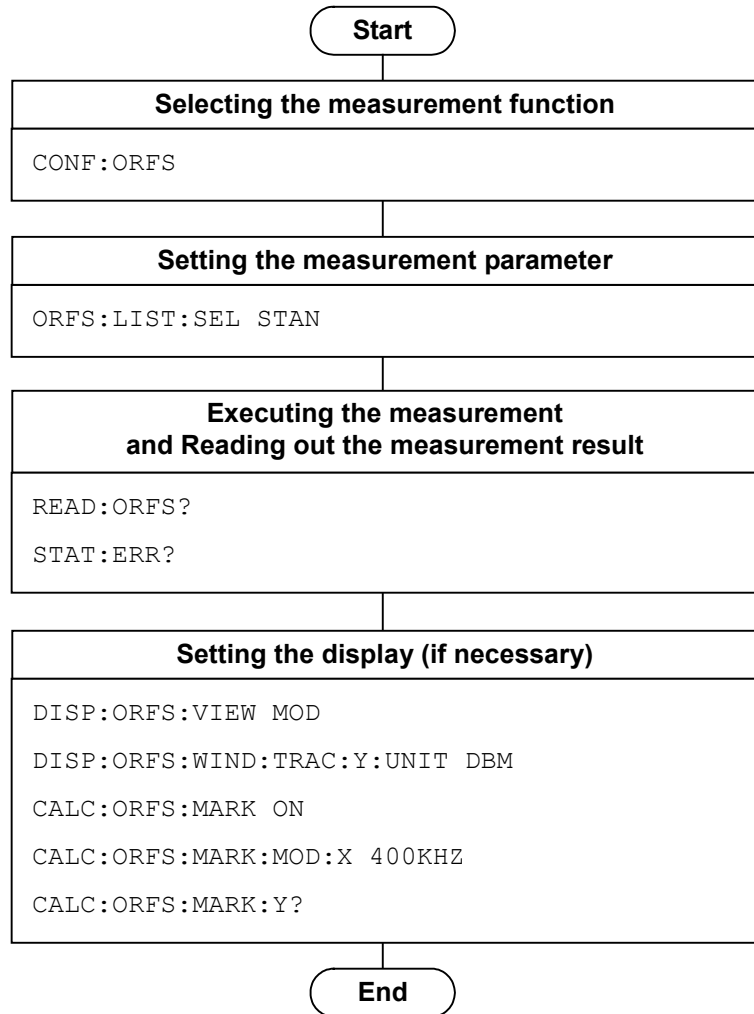 Start
Selecting the measurement function
CONF:ORFS
Setting the measurement parameter
ORFS:LIST:SEL STAN
Executing the measurement
and Reading out the measurement result
READ:ORFS?
STAT:ERR?
Setting the display (if necessary)
DISP:ORFS:VIEW MOD
DISP:ORFS:WIND:TRAC:Y:UNIT DBM
CALC:ORFS:MARK ON
CALC:ORFS:MARK:MOD:X 400KHZ
CALC:ORFS:MARK:Y?
End